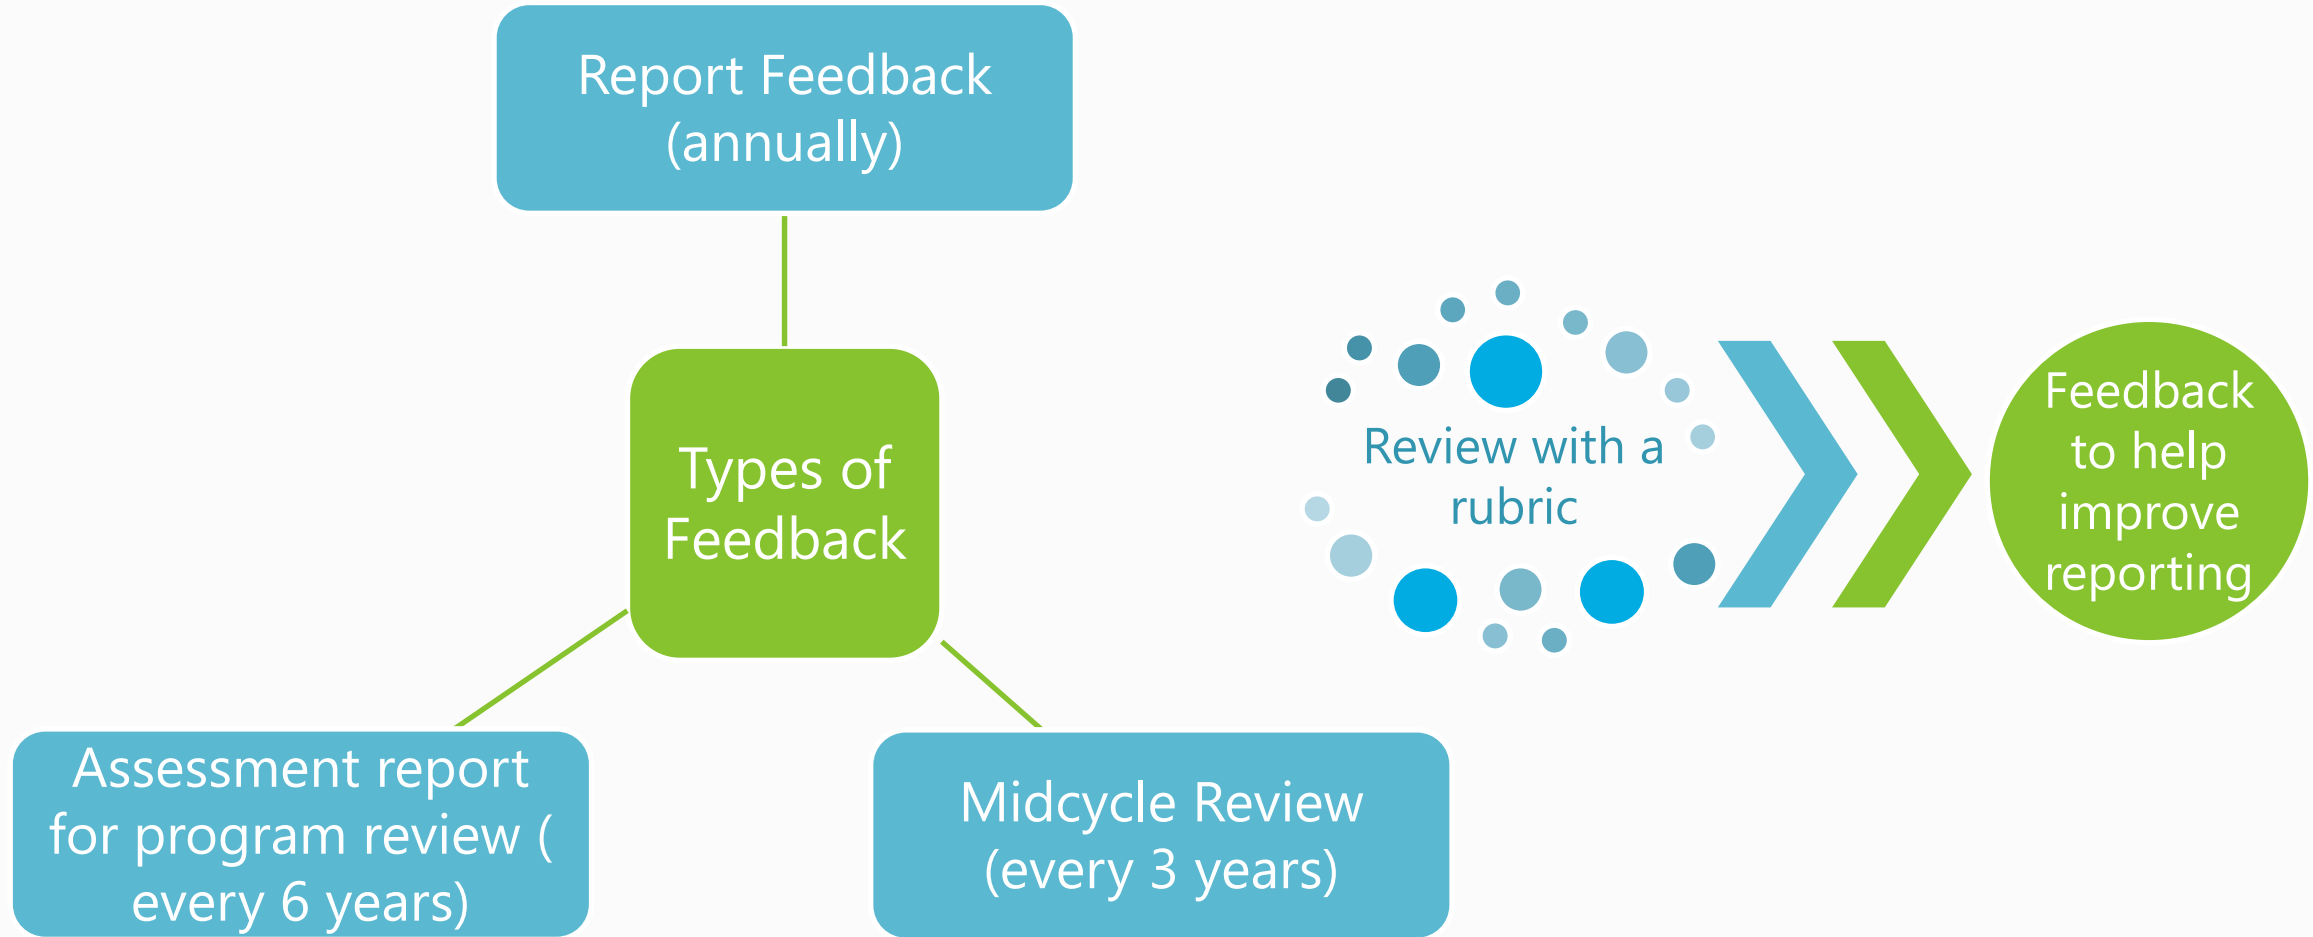 Report Feedback
(annually)
Types of
Feedback
Assessment report
for program review (
every 6 years)
Midcycle Review
(every 3 years)
Review with a
rubric
Feedback
to help
improve
reporting